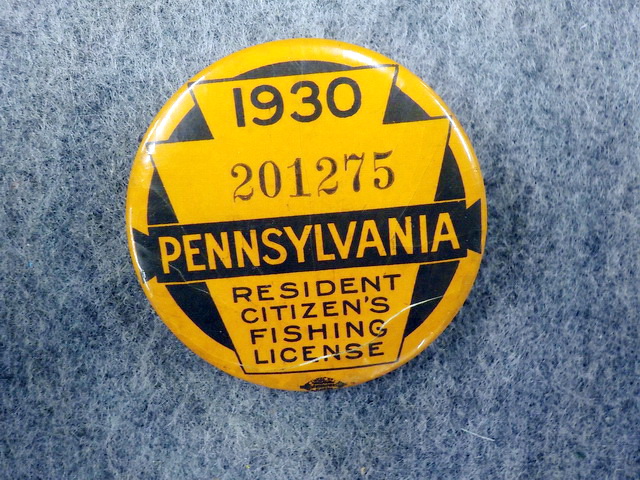 1930
201275
PENNSYLVANIA
RESIDENT
CITIZEN'S
FISHING
LICENSE